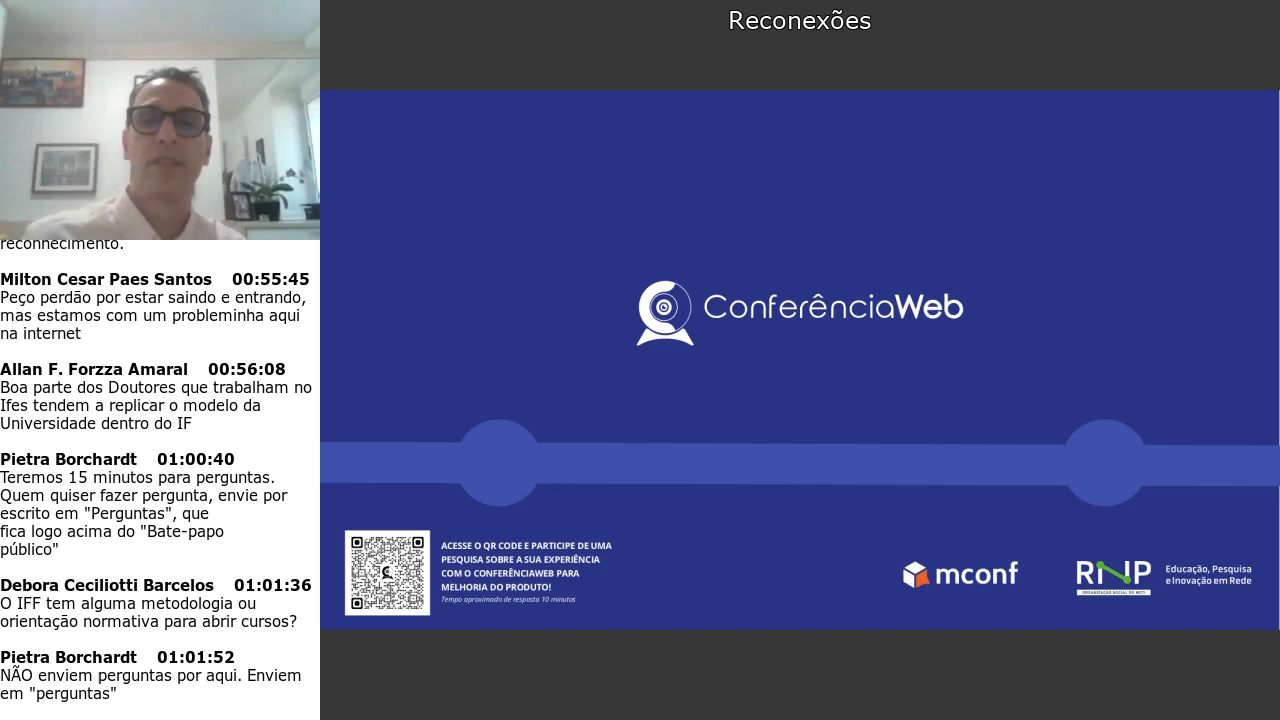 Reconexões
reconhecimento.
Milton Cesar Paes Santos 00:55:45
Peço perdão por estar saindo e entrando,
mas estamos com um probleminha aqui
na internet
Allan F. Forzza Amaral 00:56:08
Boa parte dos Doutores que trabalham no
Ifes tendem a replicar o modelo da
Universidade dentro do IF
Pietra Borchardt 01:00:40
Teremos 15 minutos para perguntas.
Quem quiser fazer pergunta, envie por
escrito em "Perguntas", que
fica logo acima do "Bate-papo
público"
Debora Ceciliotti Barcelos 01:01:36
O IFF tem alguma metodologia ou
orientação normativa para abrir cursos?
Pietra Borchardt 01:01:52
NÃO enviem perguntas por aqui. Enviem
em "perguntas"
ConferênciaWeb
ACESSE O QR CODE E PARTICIPE DE UMA
PESQUISA SOBRE A SUA EXPERIÊNCIA
COM O CONFERÊNCIAWEB PARA
MELHORIA DO PRODUTO!
Tempo aproximado de resposta 10 minutos
mconf
RNP
ORGANIZAÇÃO SOCIAL DO MCTI
Educação, Pesquisa
e Inovação em Rede